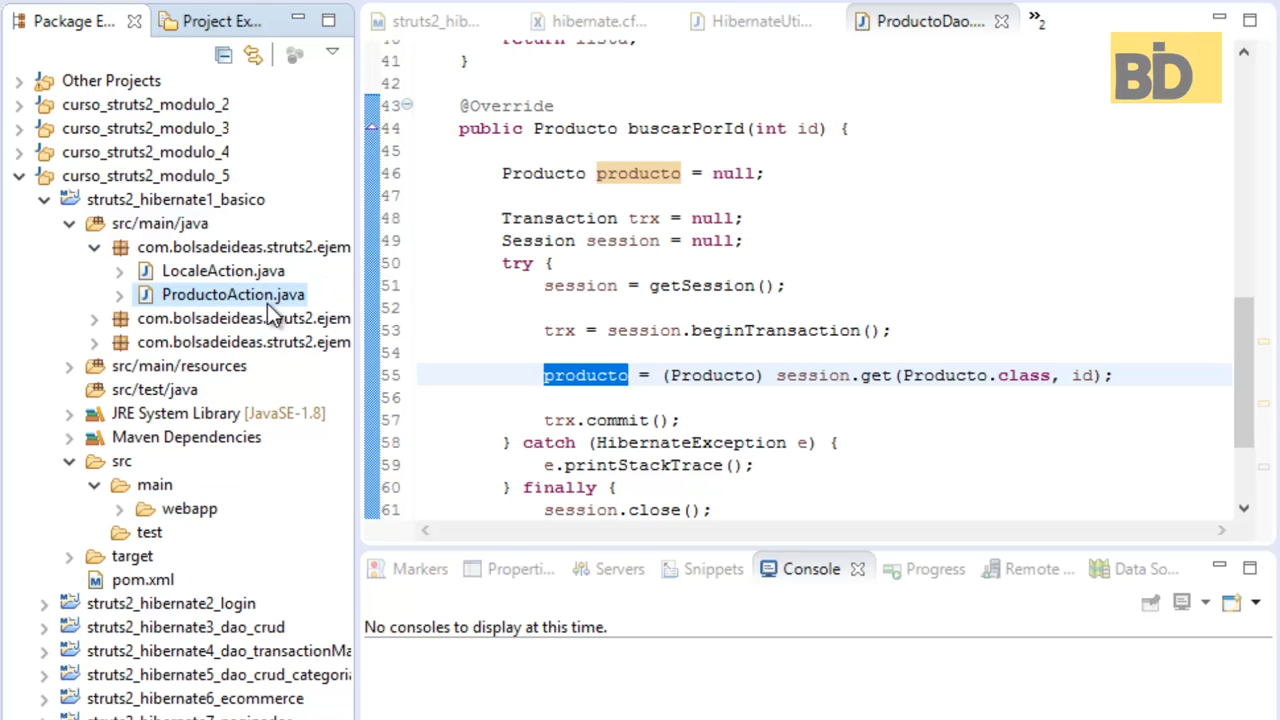 Package E...
Project Ex...
Other Projects
curso_struts2_modulo_2
curso_struts2_modulo_3
curso_struts2_modulo_4
curso_struts2_modulo_5
struts2_hibernate1_basico
src/main/java
com.bolsadeideas.struts2.ejem
LocaleAction.java
ProductoAction.java
com.bolsadeideas.struts2.ejem
com.bolsadeideas.struts2.ejem
src/main/resources
src/test/java
JRE System Library [JavaSE-1.8]
Maven Dependencies
src
main
webapp
test
target
pom.xml
struts2_hibernate2_login
struts2_hibernate3_dao_crud
struts2_hibernate4_dao_transactionMa
struts2_hibernate5_dao_crud_categoria
struts2_hibernate6_ecommerce
struts2_hib...
hibernate.cf...
HibernateUti...
ProductoDao....
»2
BiD
40 return lista;
41 }
42
43 @Override
44 public Producto buscarPorId(int id) {
45
46 Producto producto = null;
47
48 Transaction trx = null;
49 Session session = null;
50 try {
51 session = getSession();
52
53 trx = session.beginTransaction();
54
55 producto = (Producto) session.get(Producto.class, id);
56
57 trx.commit();
58 } catch (HibernateException e) {
59 e.printStackTrace();
60 } finally {
61 session.close();
Markers
Properti...
Servers
Snippets
Console
Progress
Remote ...
Data So...
No consoles to display at this time.